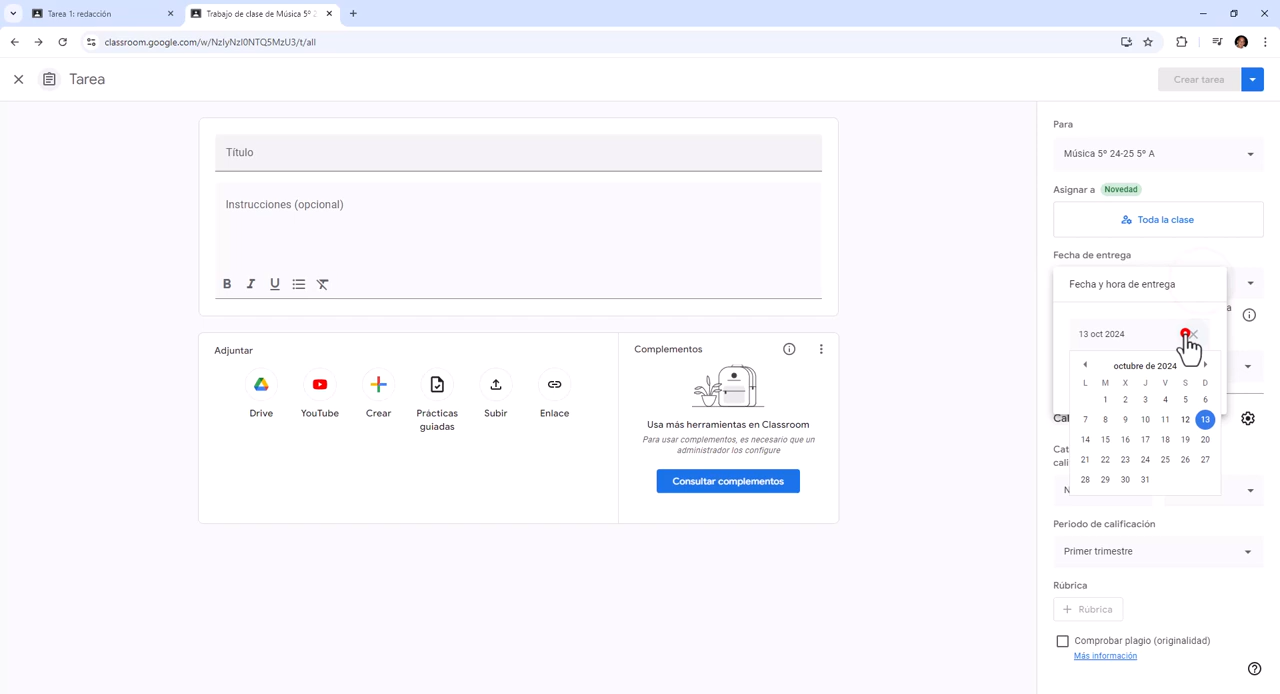 Tarea 1: redacción
Trabajo de clase de Música 5º 2
classroom.google.com/w/NzIyNzI0NTQ5MzU3/t/all
Tarea
Crear tarea
Título
Instrucciones (opcional)
B I U
Adjuntar
Drive
YouTube
Crear
Prácticas
guiadas
Subir
Enlace
Complementos
Usa más herramientas en Classroom
Para usar complementos, es necesario que un
administrador los configure
Consultar complementos
Para
Música 5º 24-25 5º A
Asignar a Novedad
Toda la clase
Fecha de entrega
Fecha y hora de entrega
a
13 oct 2024
octubre de 2024
L M X J V S D
1 2 3 4 5 6
7 8 9 10 11 12 13
14 15 16 17 18 19 20
21 22 23 24 25 26 27
28 29 30 31
Periodo de calificación
Primer trimestre
Rúbrica
+ Rúbrica
Comprobar plagio (originalidad)
Más información